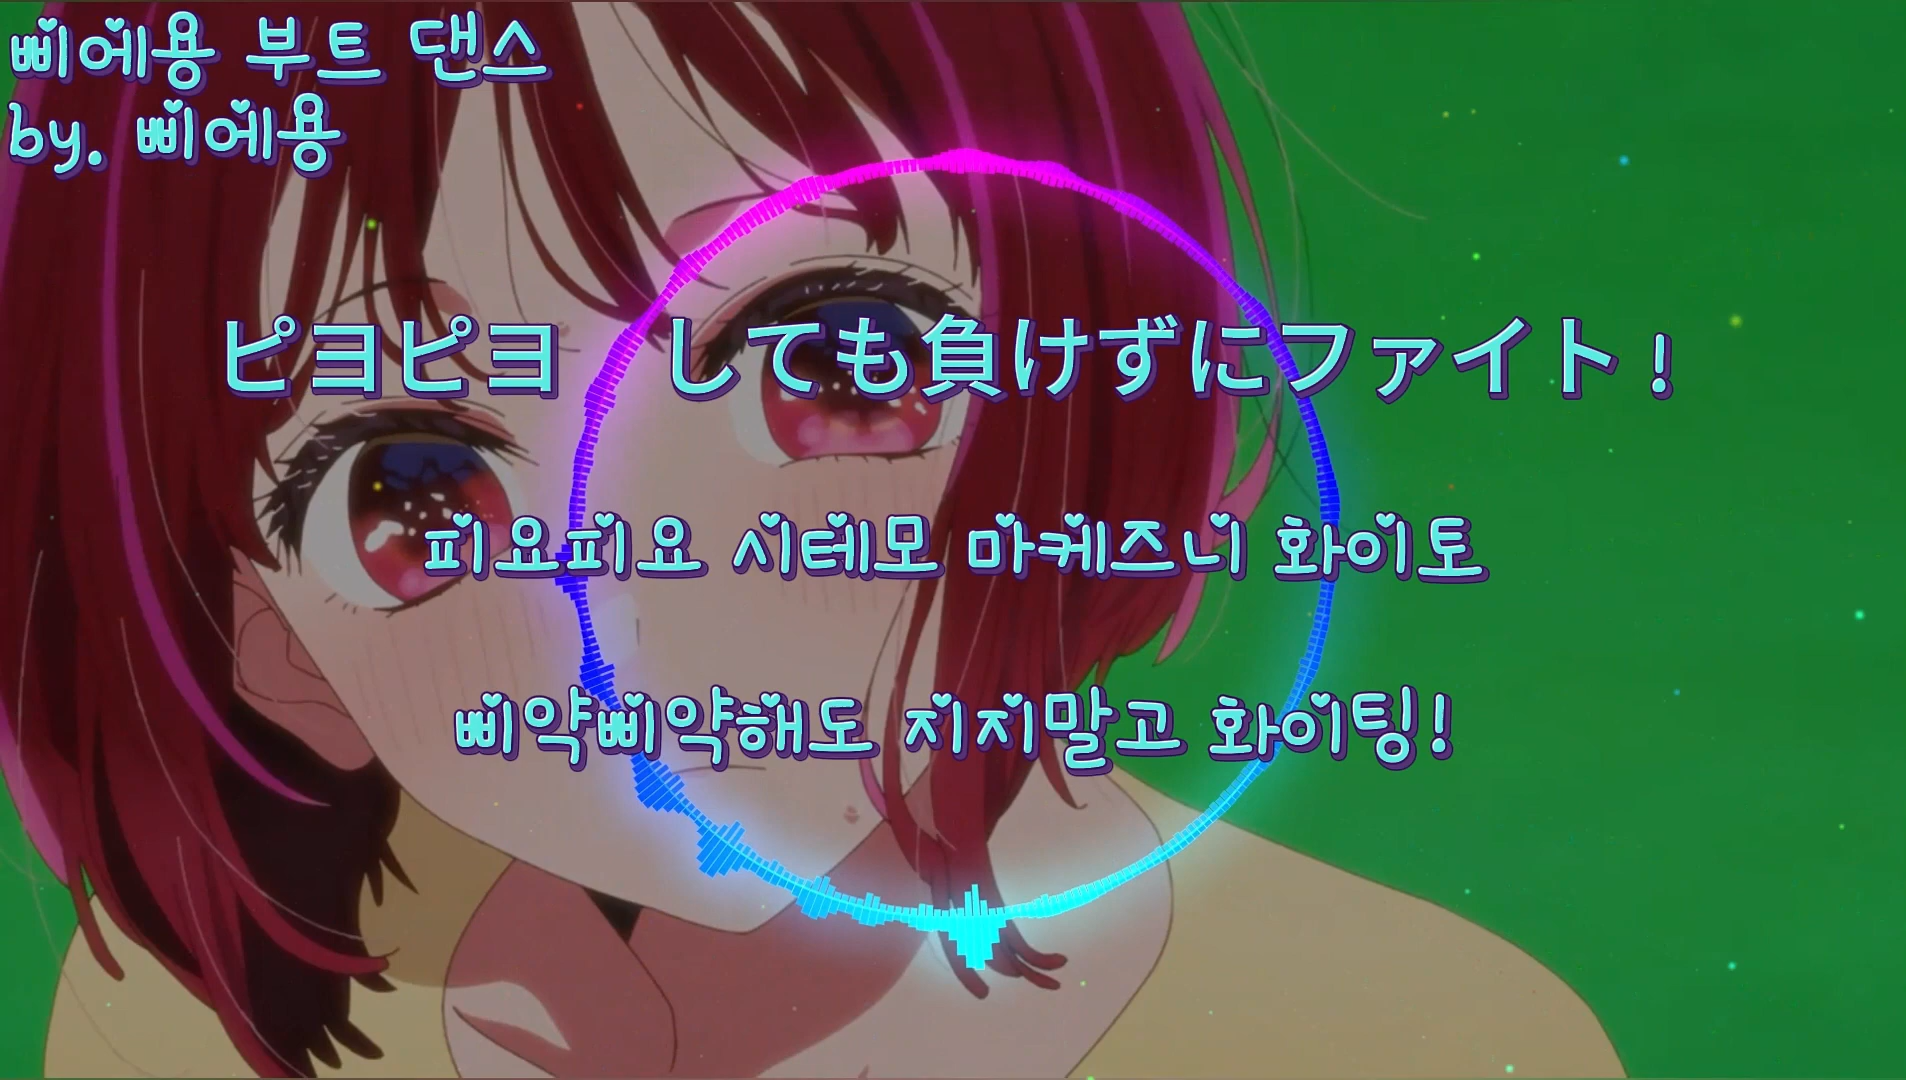 삐에용 부트 댄스
by. 삐에용
ピヨピヨ　しても負けずにファイト！
피요피요 시테모 마케즈니 화이토
삐약삐약해도 지지말고 화이팅!